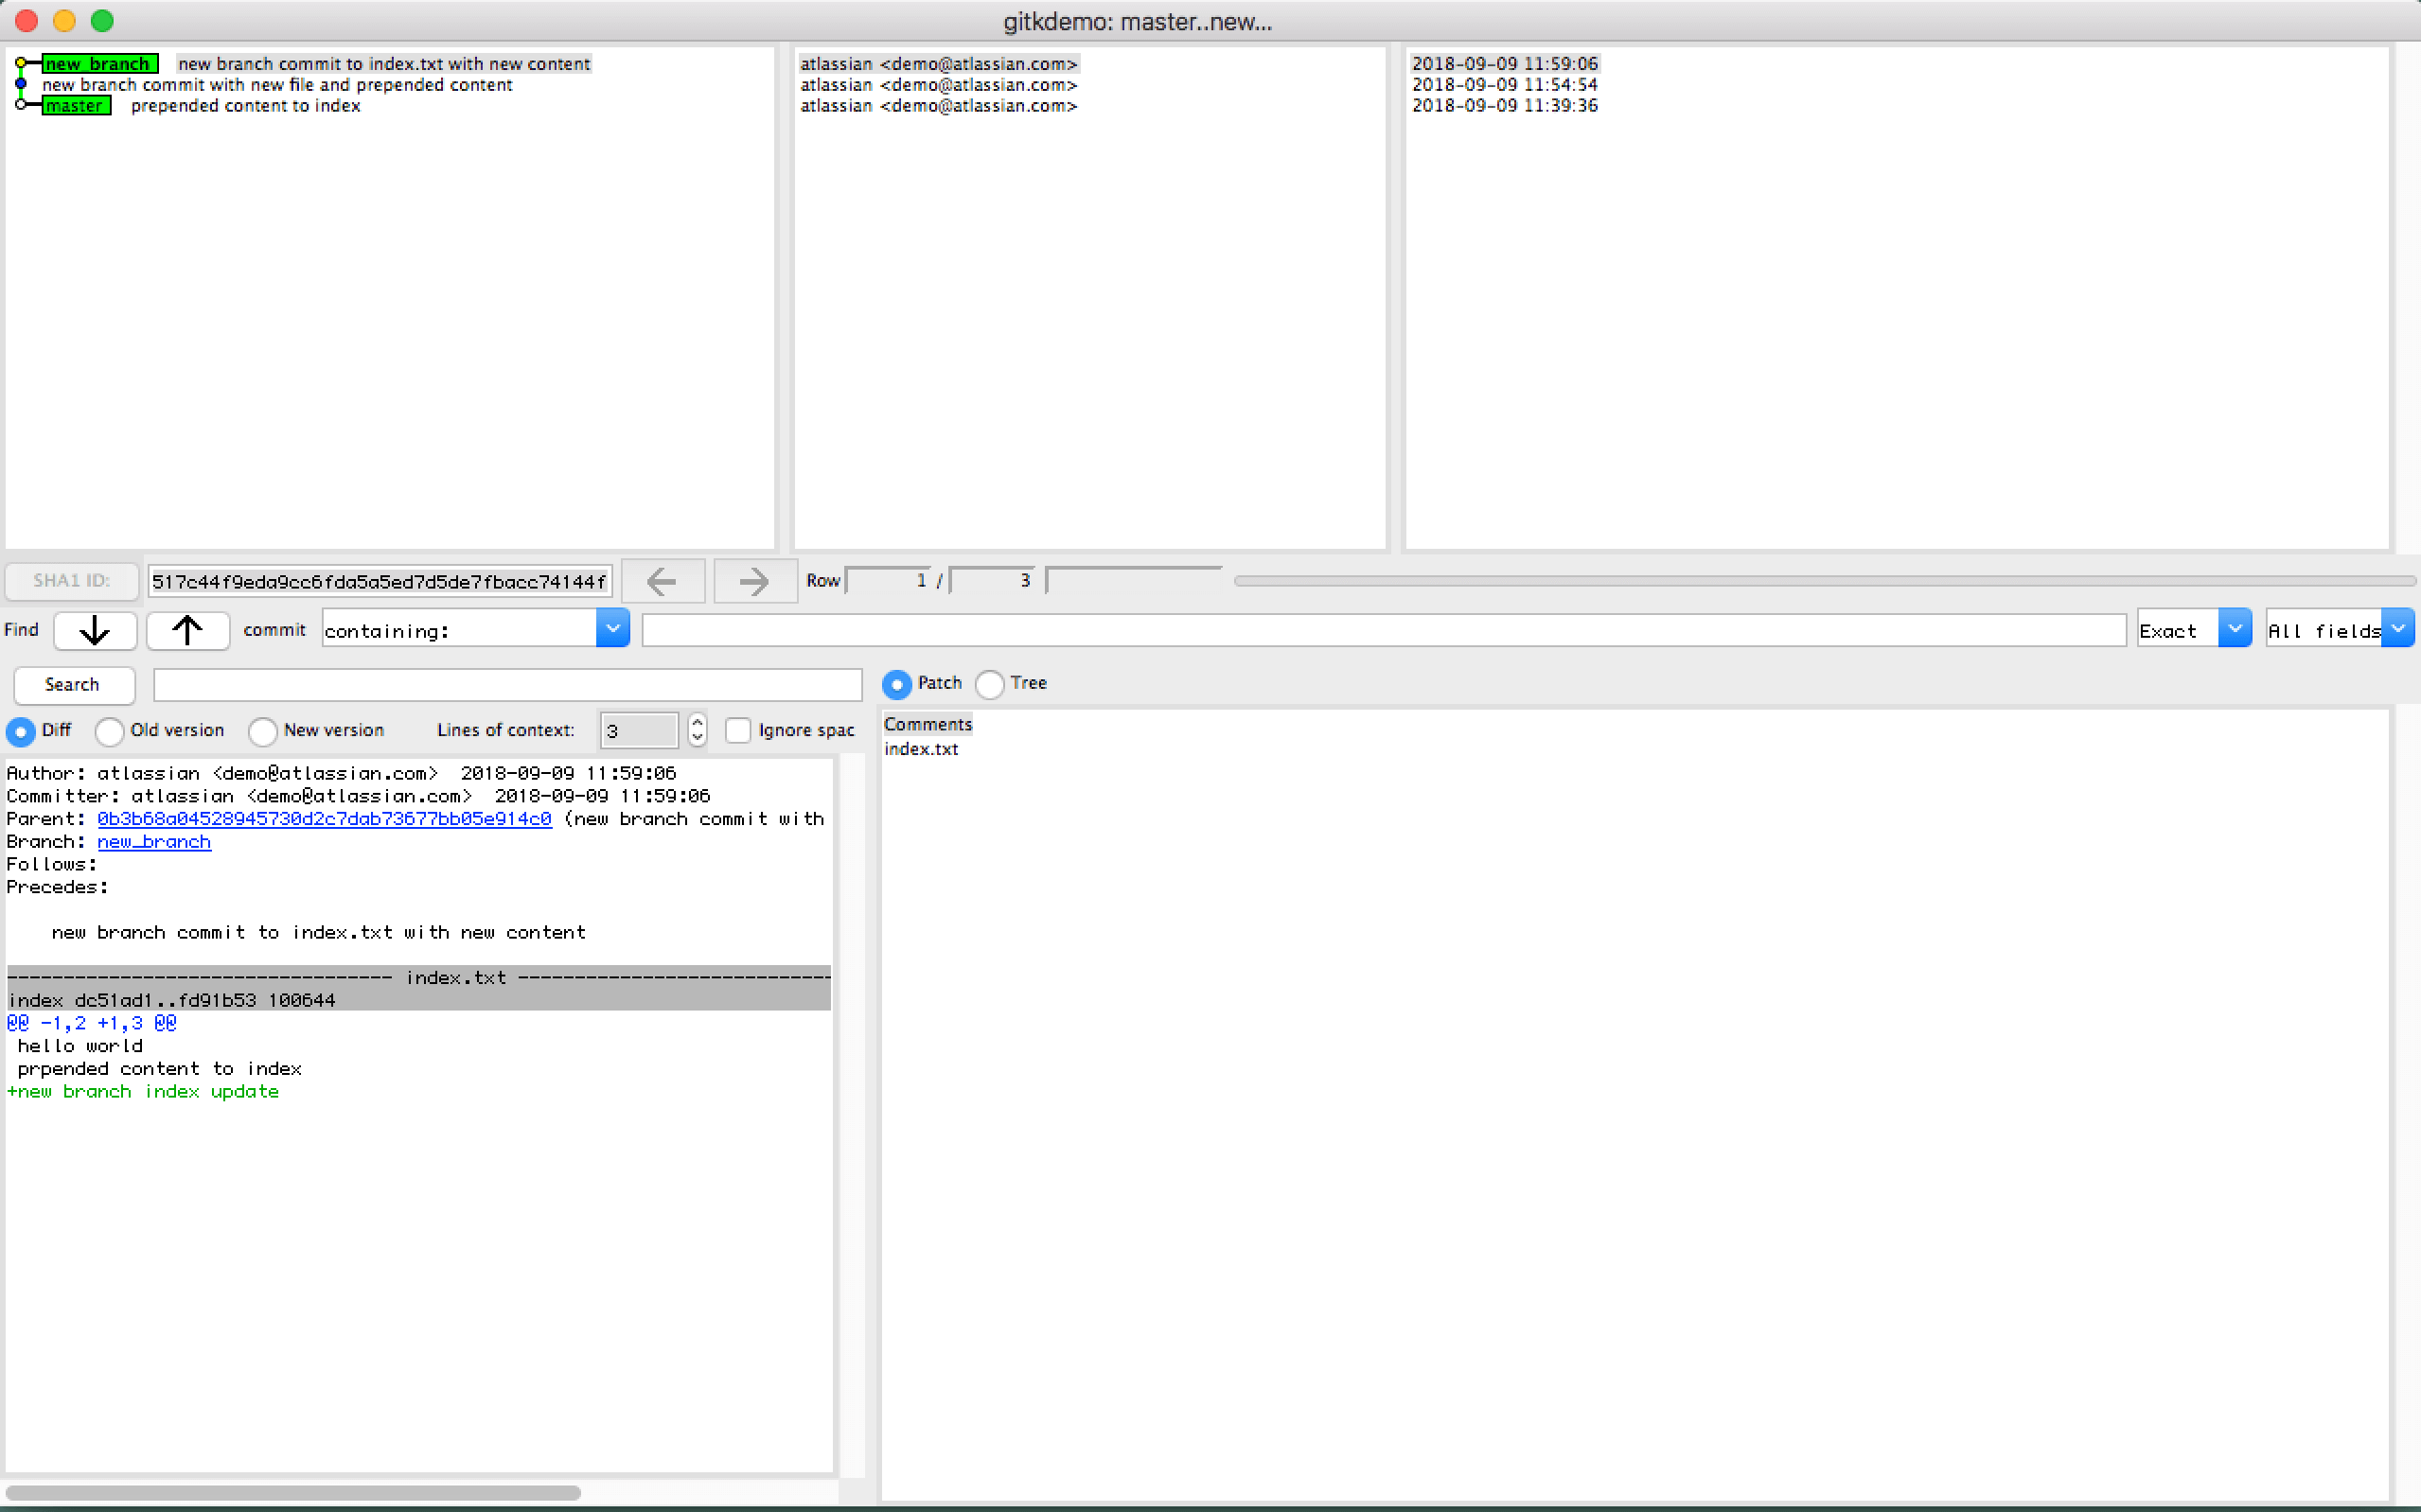 gitkdemo: master..new...
new_branch new branch commit to index.txt with new content atlassian <demo@atlassian.com> 2018-09-09 11:59:06
new branch commit with new file and prepended content atlassian <demo@atlassian.com> 2018-09-09 11:54:54
master prepended content to index atlassian <demo@atlassian.com> 2018-09-09 11:39:36
SHA1 ID: 517c44f9eda9cc6fda5a5ed7d5de7fbacc74144f ← → Row 1 / 3
Find ↓ ↑ commit containing: Exact All fields
Search
Patch Tree
Diff Old version New version Lines of context: 3 Ignore spac
Comments
index.txt
Author: atlassian <demo@atlassian.com> 2018-09-09 11:59:06
Committer: atlassian <demo@atlassian.com> 2018-09-09 11:59:06
Parent: 0b3b68a04528945730d2c7dab73677bb05e914c0 (new branch commit with
Branch: new_branch
Follows:
Precedes:
new branch commit to index.txt with new content
---------------------------------- index.txt ----------------------------
index dc51ad1..fd91b53 100644
@@ -1,2 +1,3 @@
hello world
prpended content to index
+new branch index update